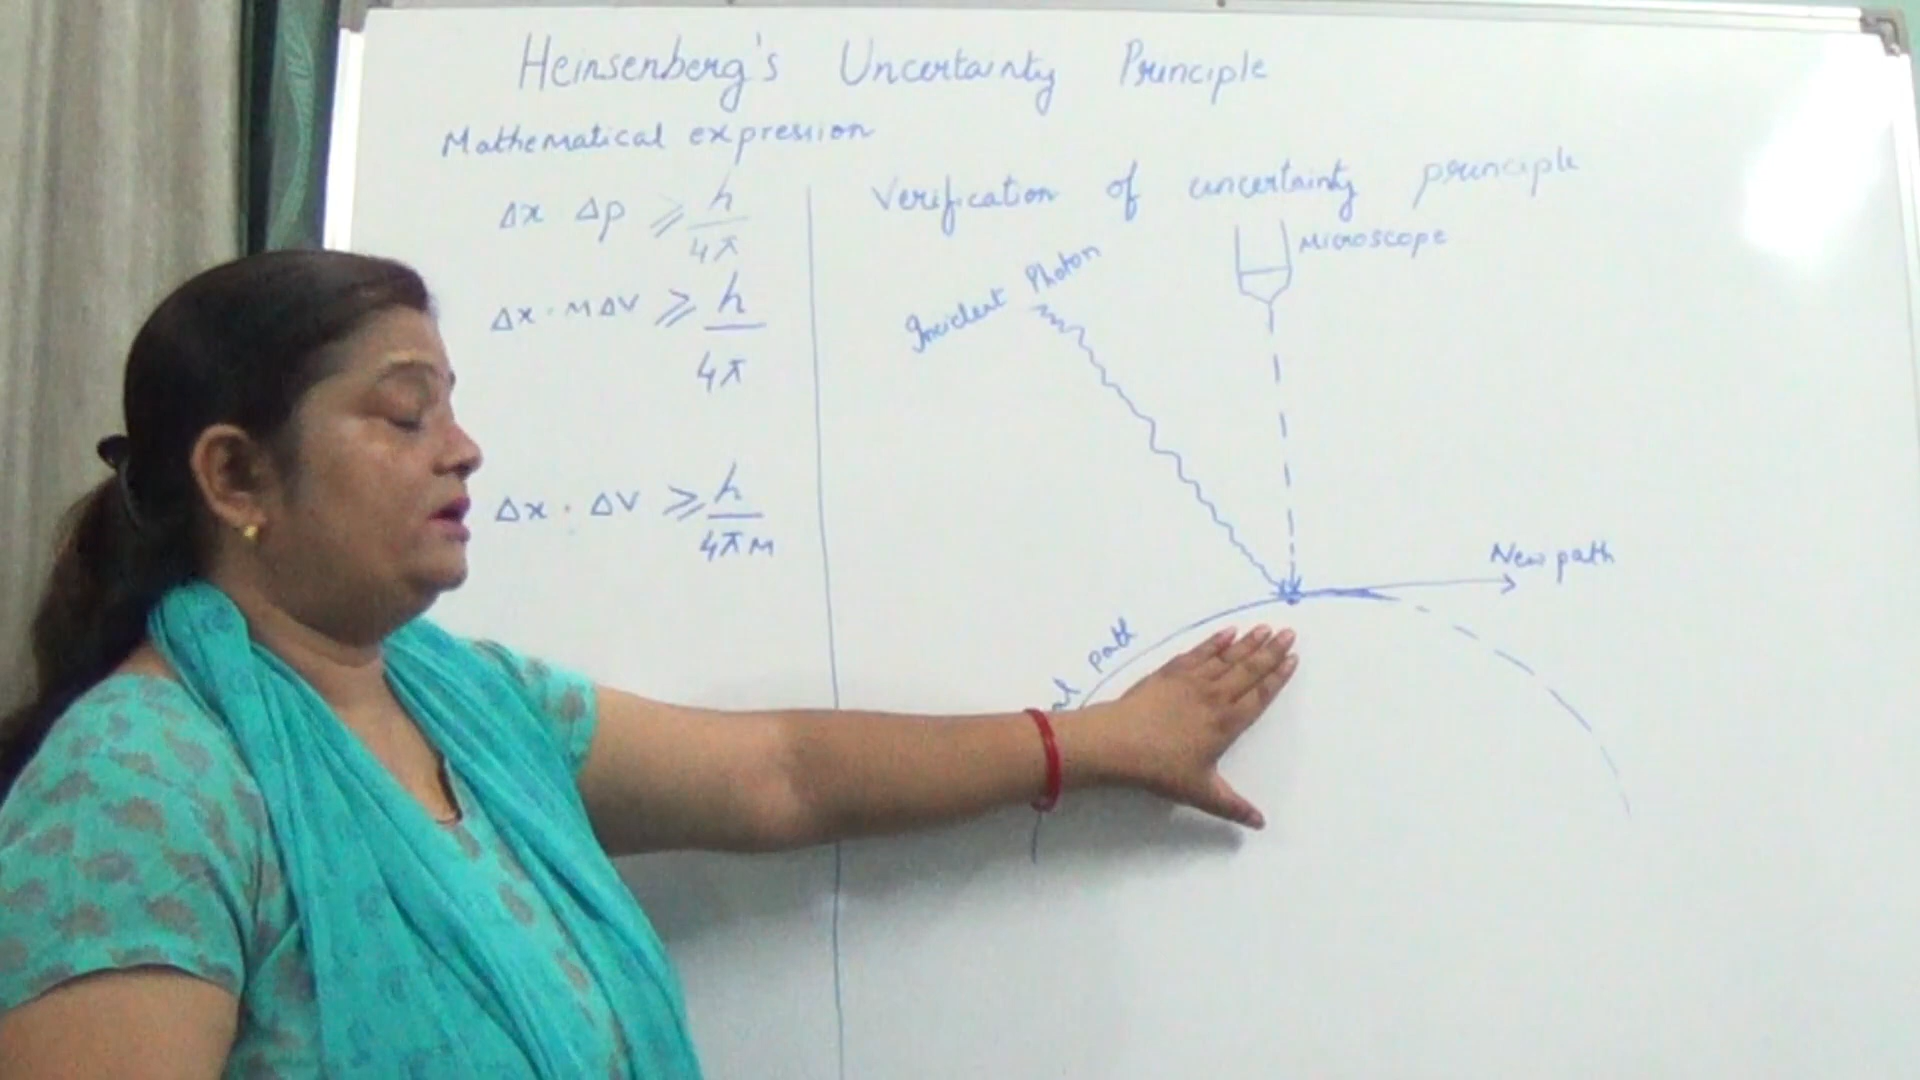 Heinsenberg's Uncertainty Principle
Mathematical expression
Δx Δp ⩾ h/4π
Δx · MΔV ⩾ h/4π
Δx · ΔV ⩾ h/4πM
Verification of uncertainty principle
Microscope
Incident Photon
New path
path